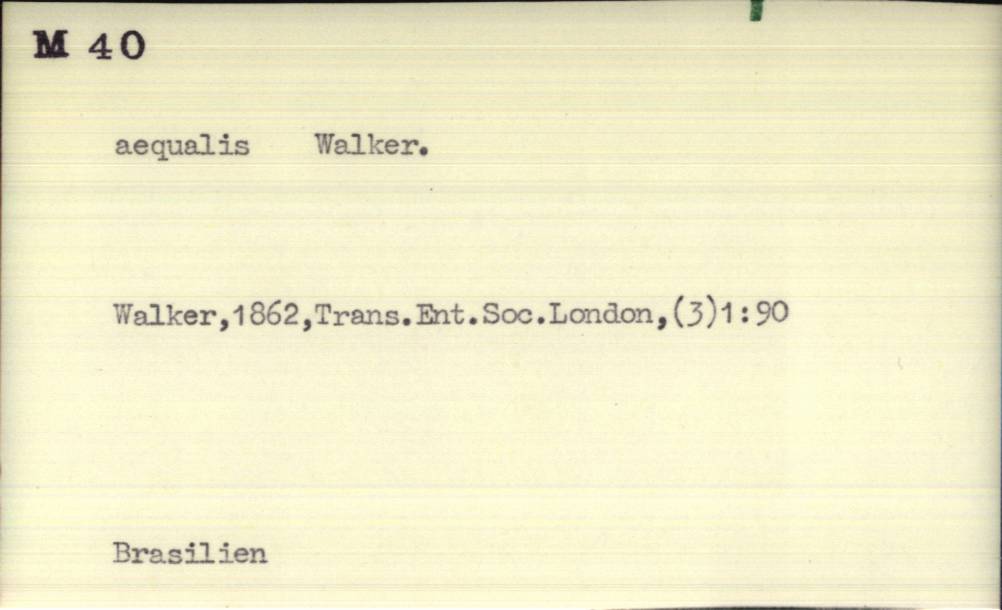 M 40
aequalis Walker.
Walker,1862,Trans.Ent.Soc.London,(3)1:90
Brasilien